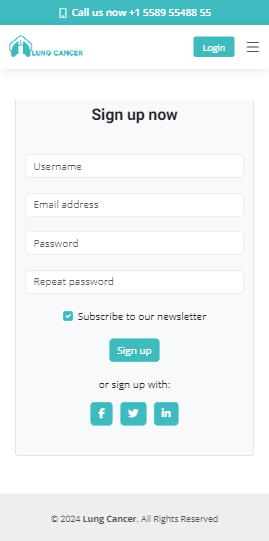 Call us now +1 5589 55488 55
LUNG CANCER
Login
Sign up now
Username
Email address
Password
Repeat password
Subscribe to our newsletter
Sign up
or sign up with:
© 2024 Lung Cancer. All Rights Reserved